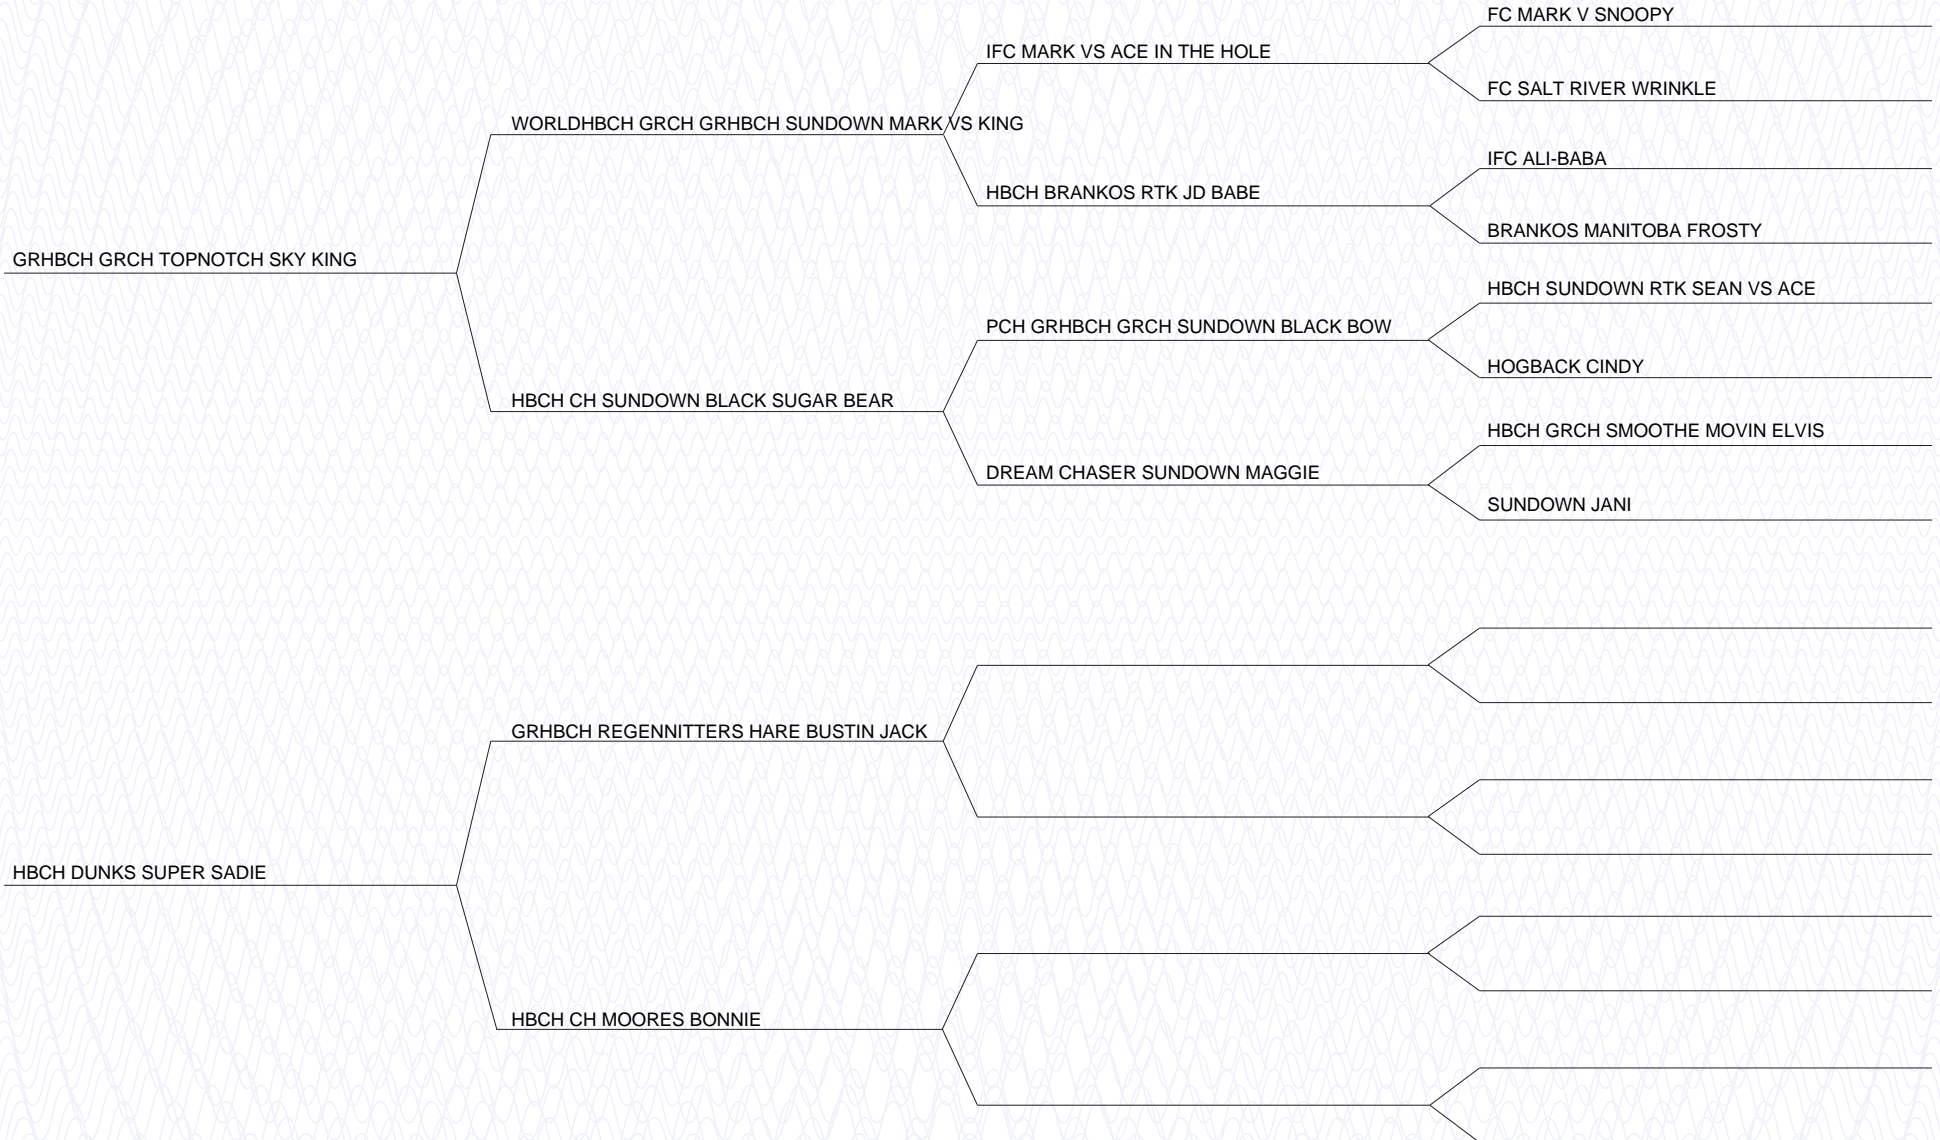 FC MARK V SNOOPY
IFC MARK VS ACE IN THE HOLE
FC SALT RIVER WRINKLE
WORLDHBCH GRCH GRHBCH SUNDOWN MARK VS KING
IFC ALI-BABA
HBCH BRANKOS RTK JD BABE
BRANKOS MANITOBA FROSTY
GRHBCH GRCH TOPNOTCH SKY KING
HBCH SUNDOWN RTK SEAN VS ACE
PCH GRHBCH GRCH SUNDOWN BLACK BOW
HOGBACK CINDY
HBCH CH SUNDOWN BLACK SUGAR BEAR
HBCH GRCH SMOOTHE MOVIN ELVIS
DREAM CHASER SUNDOWN MAGGIE
SUNDOWN JANI
GRHBCH REGENNITTERS HARE BUSTIN JACK
HBCH DUNKS SUPER SADIE
HBCH CH MOORES BONNIE